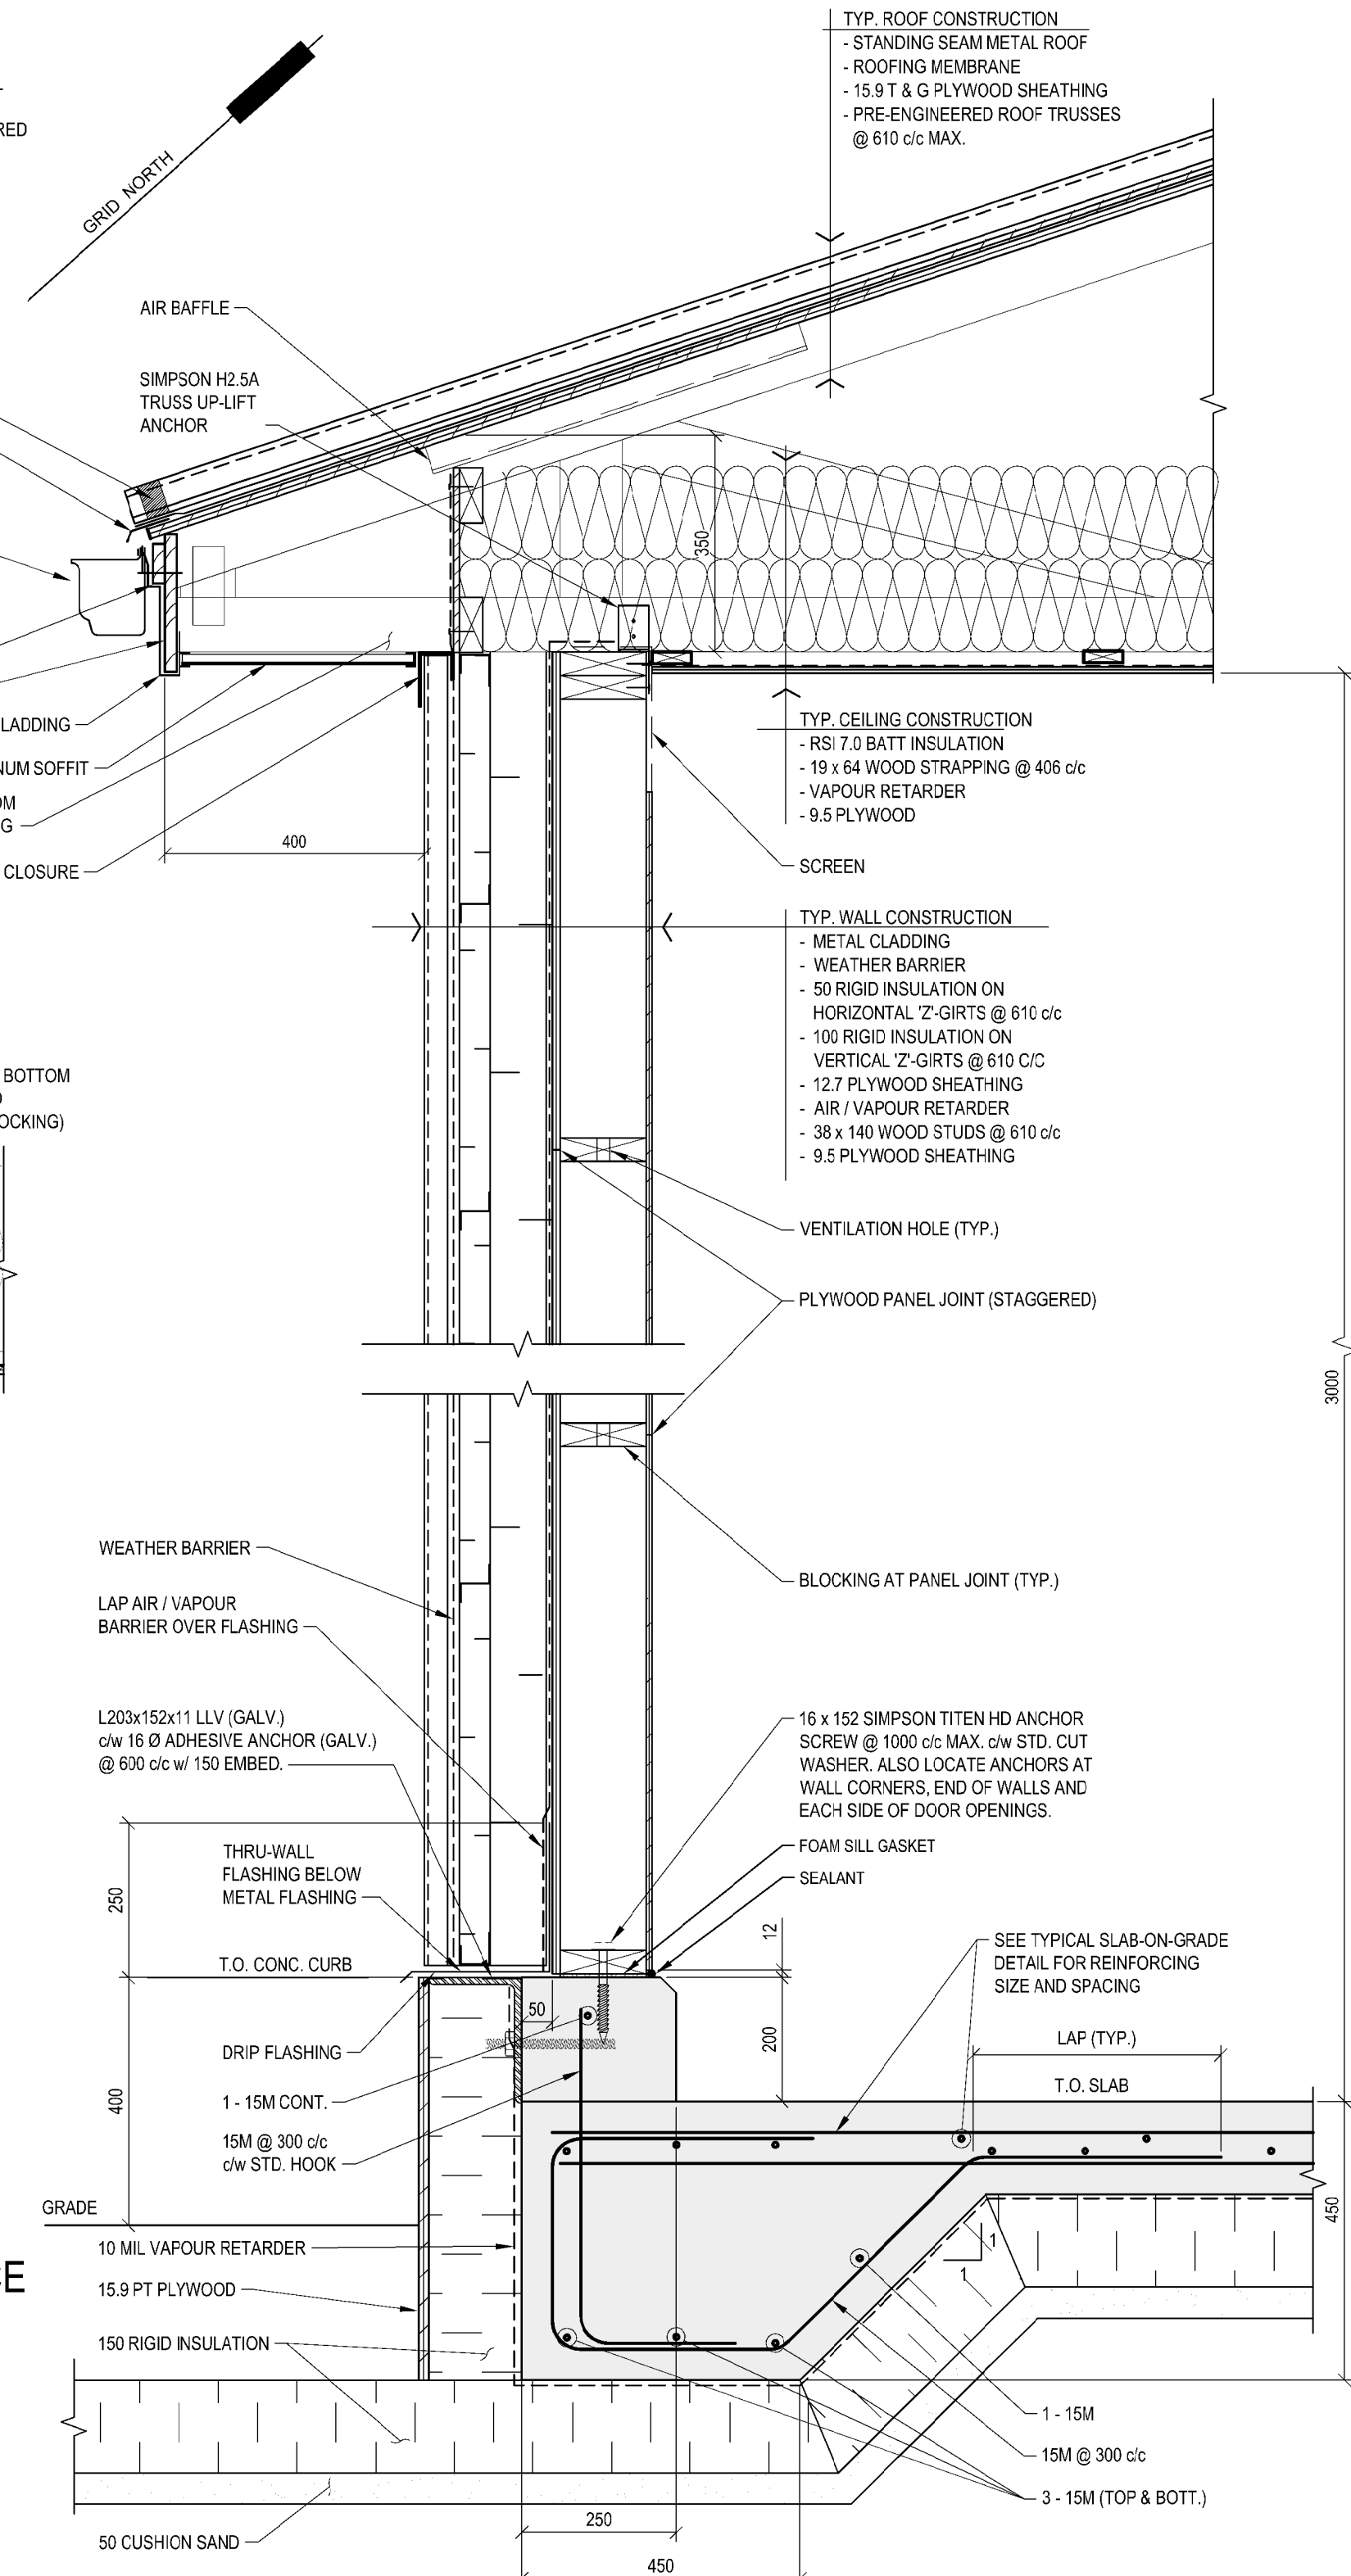 TYP. ROOF CONSTRUCTION
- STANDING SEAM METAL ROOF
- ROOFING MEMBRANE
- 15.9 T & G PLYWOOD SHEATHING
- PRE-ENGINEERED ROOF TRUSSES
@ 610 c/c MAX.
RED
GRID NORTH
AIR BAFFLE
SIMPSON H2.5A
TRUSS UP-LIFT
ANCHOR
350
LADDING
NUM SOFFIT
OM
G
CLOSURE
400
TYP. CEILING CONSTRUCTION
- RSI 7.0 BATT INSULATION
- 19 x 64 WOOD STRAPPING @ 406 c/c
- VAPOUR RETARDER
- 9.5 PLYWOOD
SCREEN
TYP. WALL CONSTRUCTION
- METAL CLADDING
- WEATHER BARRIER
- 50 RIGID INSULATION ON
HORIZONTAL 'Z'-GIRTS @ 610 c/c
- 100 RIGID INSULATION ON
VERTICAL 'Z'-GIRTS @ 610 C/C
- 12.7 PLYWOOD SHEATHING
- AIR / VAPOUR RETARDER
- 38 x 140 WOOD STUDS @ 610 c/c
- 9.5 PLYWOOD SHEATHING
BOTTOM
OCKING)
VENTILATION HOLE (TYP.)
PLYWOOD PANEL JOINT (STAGGERED)
3000
WEATHER BARRIER
BLOCKING AT PANEL JOINT (TYP.)
LAP AIR / VAPOUR
BARRIER OVER FLASHING
L203x152x11 LLV (GALV.)
c/w 16 Ø ADHESIVE ANCHOR (GALV.)
@ 600 c/c w/ 150 EMBED.
16 x 152 SIMPSON TITEN HD ANCHOR
SCREW @ 1000 c/c MAX. c/w STD. CUT
WASHER. ALSO LOCATE ANCHORS AT
WALL CORNERS, END OF WALLS AND
EACH SIDE OF DOOR OPENINGS.
FOAM SILL GASKET
SEALANT
THRU-WALL
FLASHING BELOW
METAL FLASHING
250
12
T.O. CONC. CURB
SEE TYPICAL SLAB-ON-GRADE
DETAIL FOR REINFORCING
SIZE AND SPACING
50
200
LAP (TYP.)
T.O. SLAB
DRIP FLASHING
1 - 15M CONT.
400
15M @ 300 c/c
c/w STD. HOOK
GRADE
450
10 MIL VAPOUR RETARDER
1
1
CE
15.9 PT PLYWOOD
150 RIGID INSULATION
1 - 15M
15M @ 300 c/c
3 - 15M (TOP & BOTT.)
50 CUSHION SAND
250
450